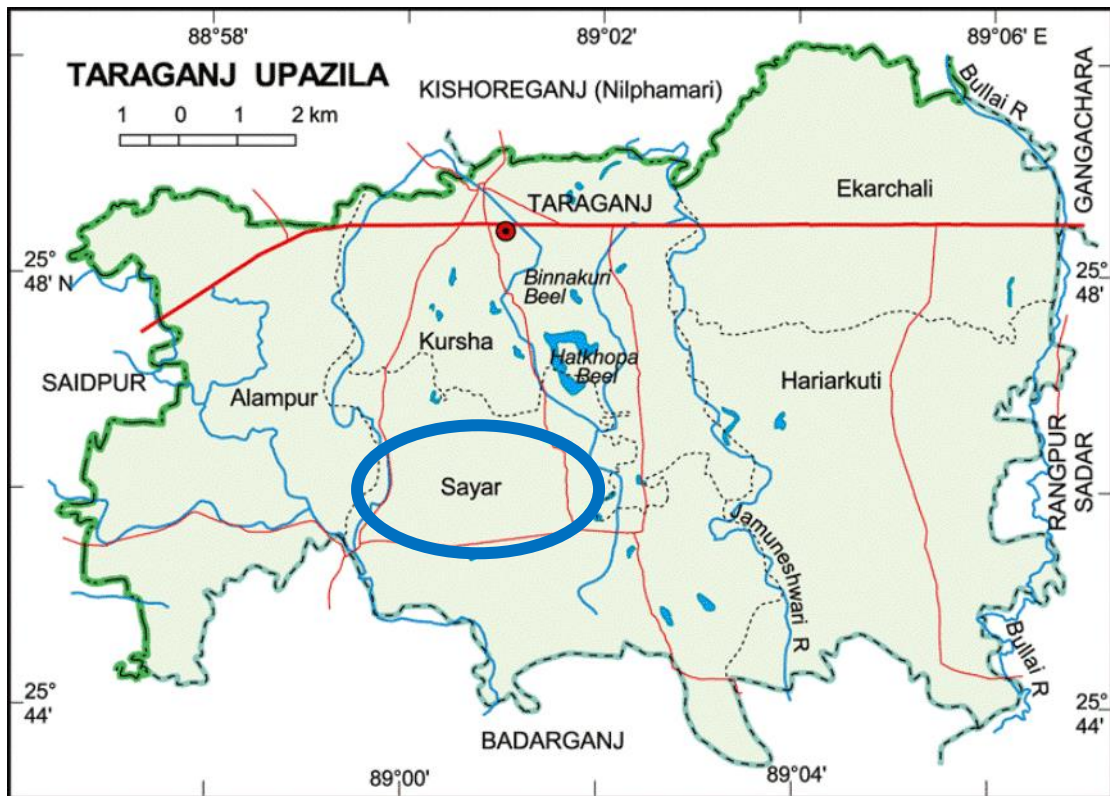 88°58'
89°02'
89°06' E
TARAGANJ UPAZILA
KISHOREGANJ (Nilphamari)
1 0 1 2 km
Bullai R
GANGACHARA
Ekarchali
TARAGANJ
25°
48' N
25°
48'
Binnakuri
Beel
Kursha
Hatkhopa
Beel
SAIDPUR
Alampur
Hariarkuti
Sayar
RANGPUR
SADAR
Jamuneshwari R
Bullai R
25°
44'
25°
44'
BADARGANJ
89°00'
89°04'